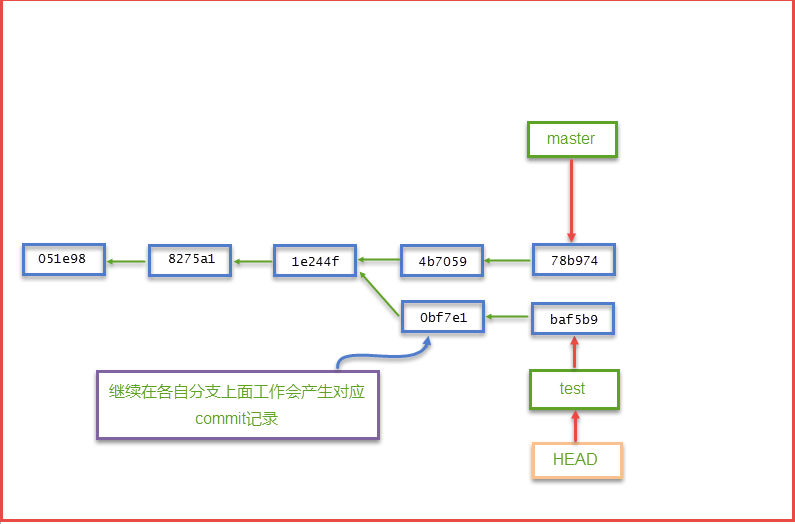 master
051e98
8275a1
1e244f
4b7059
78b974
0bf7e1
baf5b9
继续在各自分支上面工作会产生对应
commit记录
test
HEAD